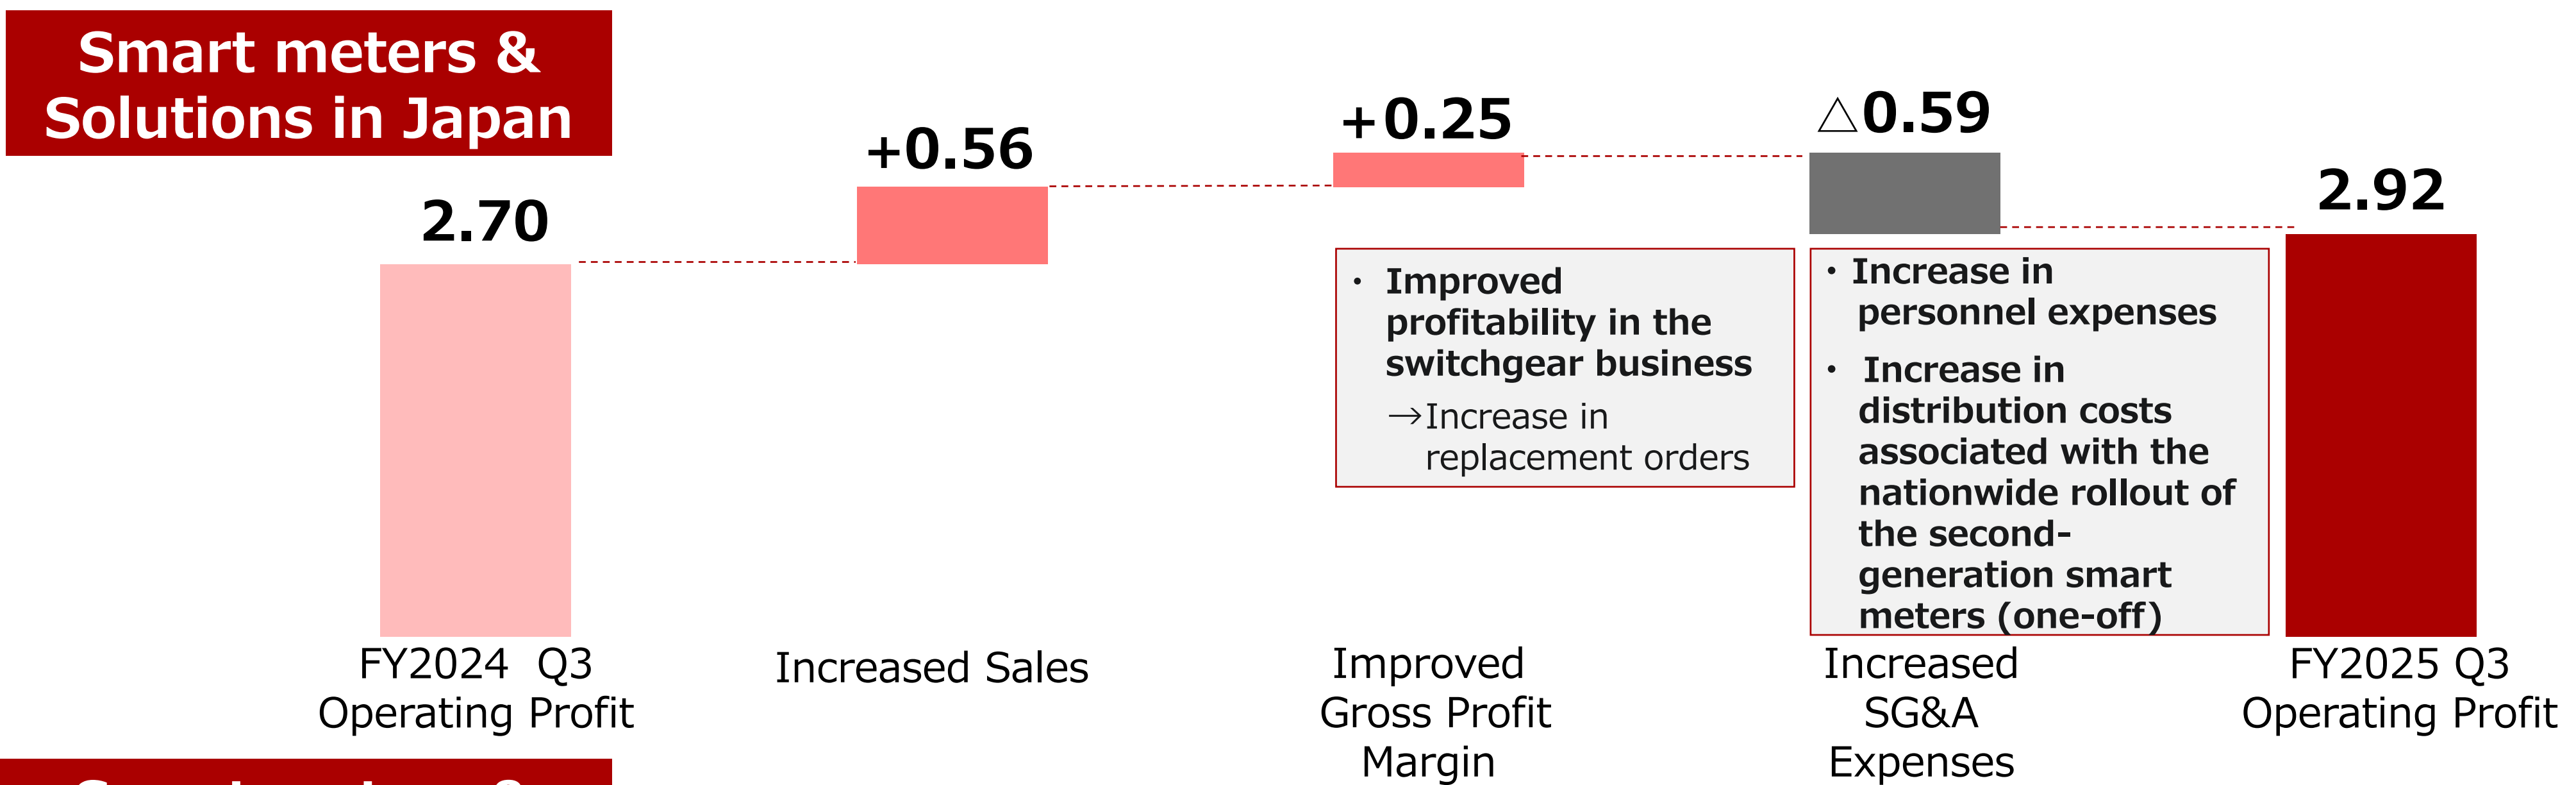 Smart meters &
Solutions in Japan
2.70
+0.56
+0.25
△0.59
2.92
・ Improved
profitability in the
switchgear business
→Increase in
replacement orders
・Increase in
personnel expenses
・ Increase in
distribution costs
associated with the
nationwide rollout of
the second-
generation smart
meters (one-off)
FY2024 Q3
Operating Profit
Increased Sales
Improved
Gross Profit
Margin
Increased
SG&A
Expenses
FY2025 Q3
Operating Profit